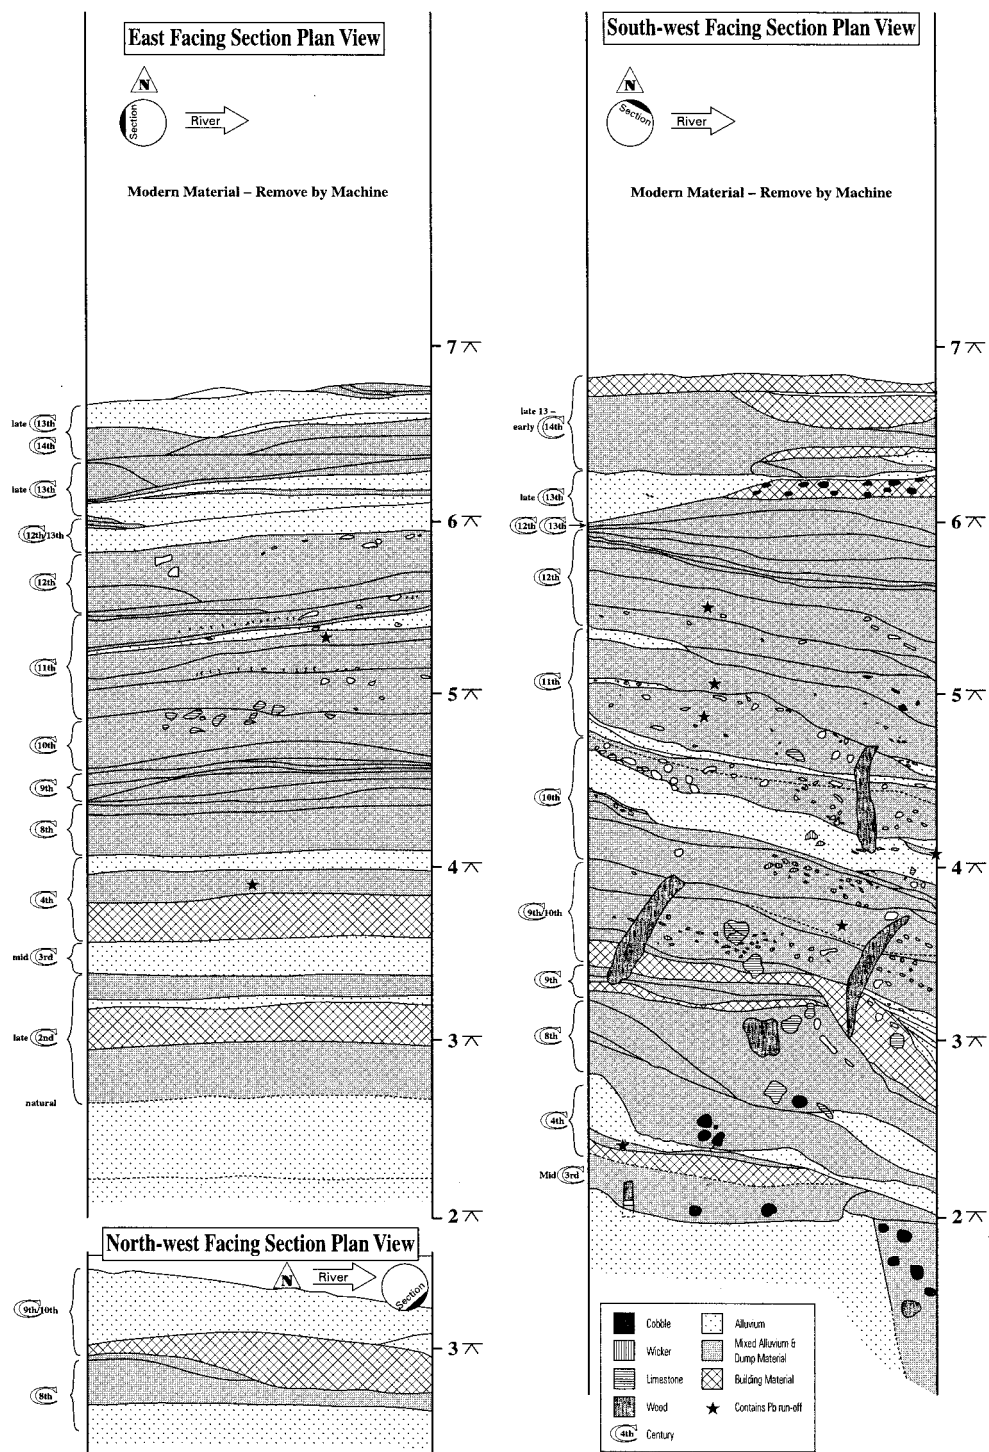 East Facing Section Plan View
N
Section
River
Modern Material – Remove by Machine
7
late 13th
14th
late 13th
6
12th/13th
12th
11th
5
10th
9th
8th
4
4th
mid 3rd
late 2nd
3
natural
2
North-west Facing Section Plan View
N
River
Section
9th/10th
3
8th
South-west Facing Section Plan View
N
Section
River
Modern Material – Remove by Machine
7
late 13 –
early 14th
late 13th
12th 13th
6
12th
11th
5
10th
4
9th/10th
9th
8th
3
4th
Mid 3rd
2
Cobble
Alluvium
Wicker
Mixed Alluvium &
Dump Material
Limestone
Building Material
Wood
Contains Pb run-off
4th Century